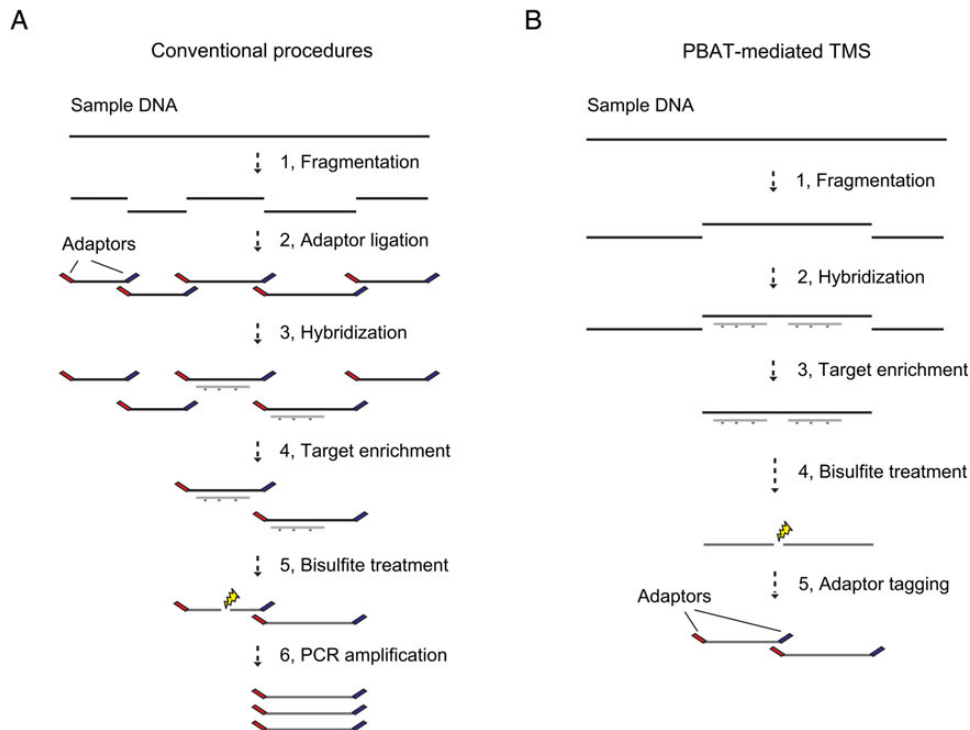 A
Conventional procedures
Sample DNA
1, Fragmentation
2, Adaptor ligation
Adaptors
3, Hybridization
4, Target enrichment
5, Bisulfite treatment
6, PCR amplification
B
PBAT-mediated TMS
Sample DNA
1, Fragmentation
2, Hybridization
3, Target enrichment
4, Bisulfite treatment
5, Adaptor tagging
Adaptors